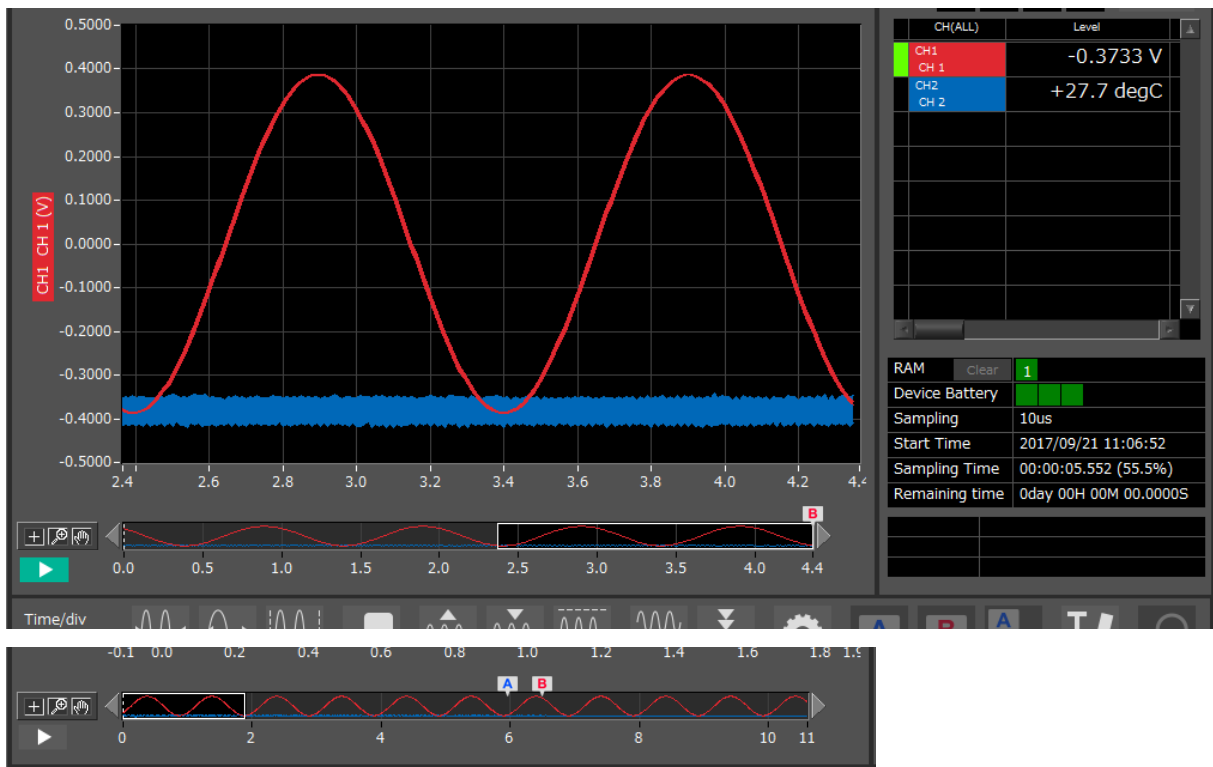 0.5000
0.4000
0.3000
0.2000
0.1000
0.0000
-0.1000
-0.2000
-0.3000
-0.4000
-0.5000
CH1 CH 1 (V)
2.4 2.6 2.8 3.0 3.2 3.4 3.6 3.8 4.0 4.2 4.4
B
0.0 0.5 1.0 1.5 2.0 2.5 3.0 3.5 4.0 4.4
Time/div
CH(ALL) Level
CH1 -0.3733 V
CH 1
CH2 +27.7 degC
CH 2
RAM Clear 1
Device Battery
Sampling 10us
Start Time 2017/09/21 11:06:52
Sampling Time 00:00:05.552 (55.5%)
Remaining time 0day 00H 00M 00.0000S
A B A T
-0.1 0.0 0.2 0.4 0.6 0.8 1.0 1.2 1.4 1.6 1.8 1.9
A B
0 2 4 6 8 10 11